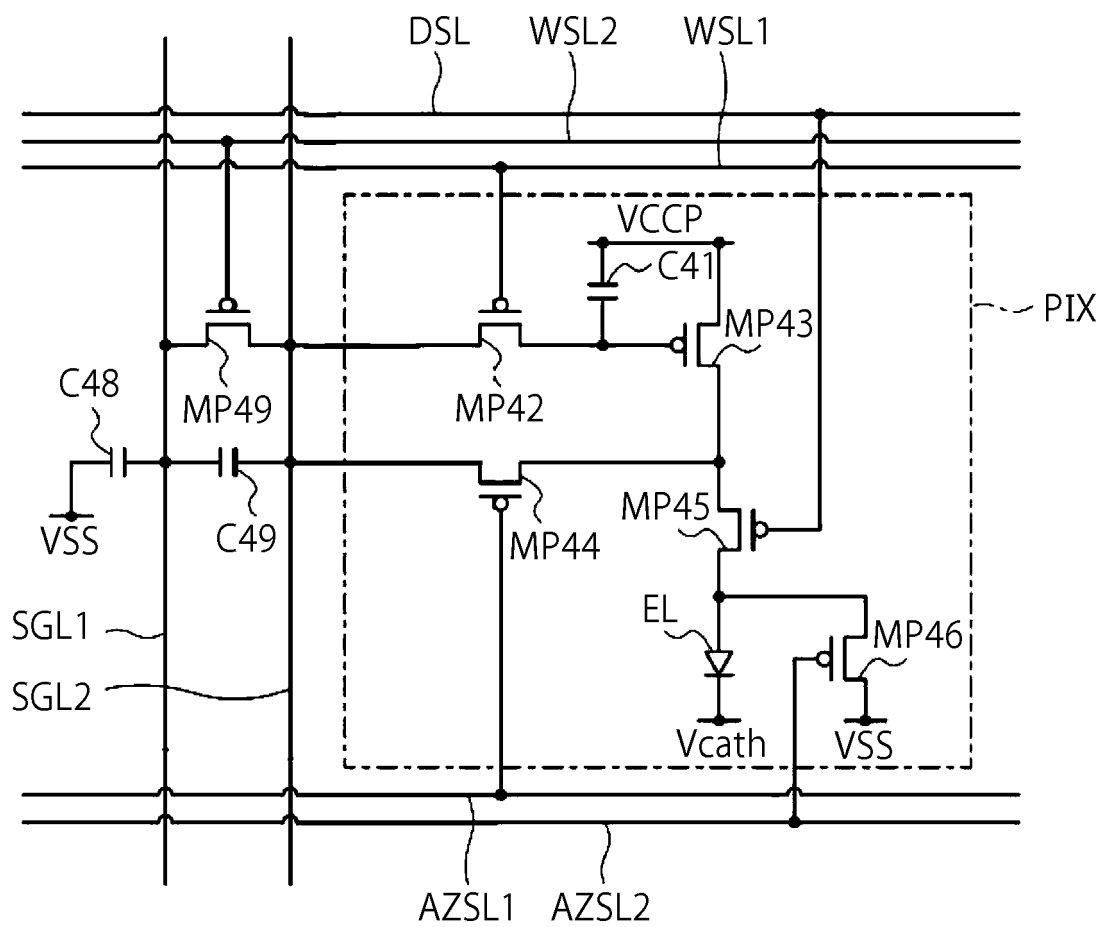 DSL WSL2 WSL1
VCCP
C41
PIX
MP43
C48
MP49 MP42
MP45
VSS C49 MP44
EL
SGL1 MP46
SGL2
Vcath VSS
AZSL1 AZSL2